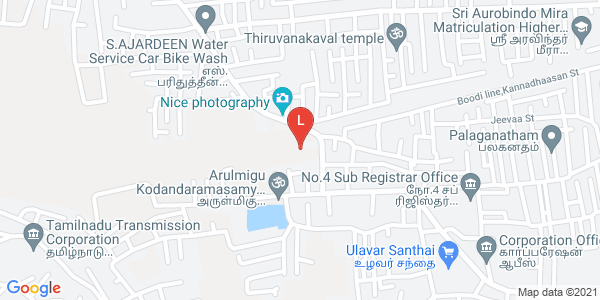 S.AJARDEEN Water
Service Car Bike Wash
எஸ்.
பரிதுத்தீன்...
Thiruvanakaval temple
Sri Aurobindo Mira
Matriculation Higher...
ஸ்ரீ அரவிந்தர்
மீரா...
Boodi line,Kannadhaasan St
Nice photography
L
Jeevaa St
Palaganatham
பலகனதம்
Arulmigu
Kodandaramasamy...
அருள்மிகு...
No.4 Sub Registrar Office
நோ.4 சப்
ரிஜிஸ்தர்...
Tamilnadu Transmission
Corporation
தமிழ்நாடு...
Ulavar Santhai
உழவர் சந்தை
Corporation Office
கார்ப்பரேஷன்
ஆபீஸ்
Google
Map data ©2021